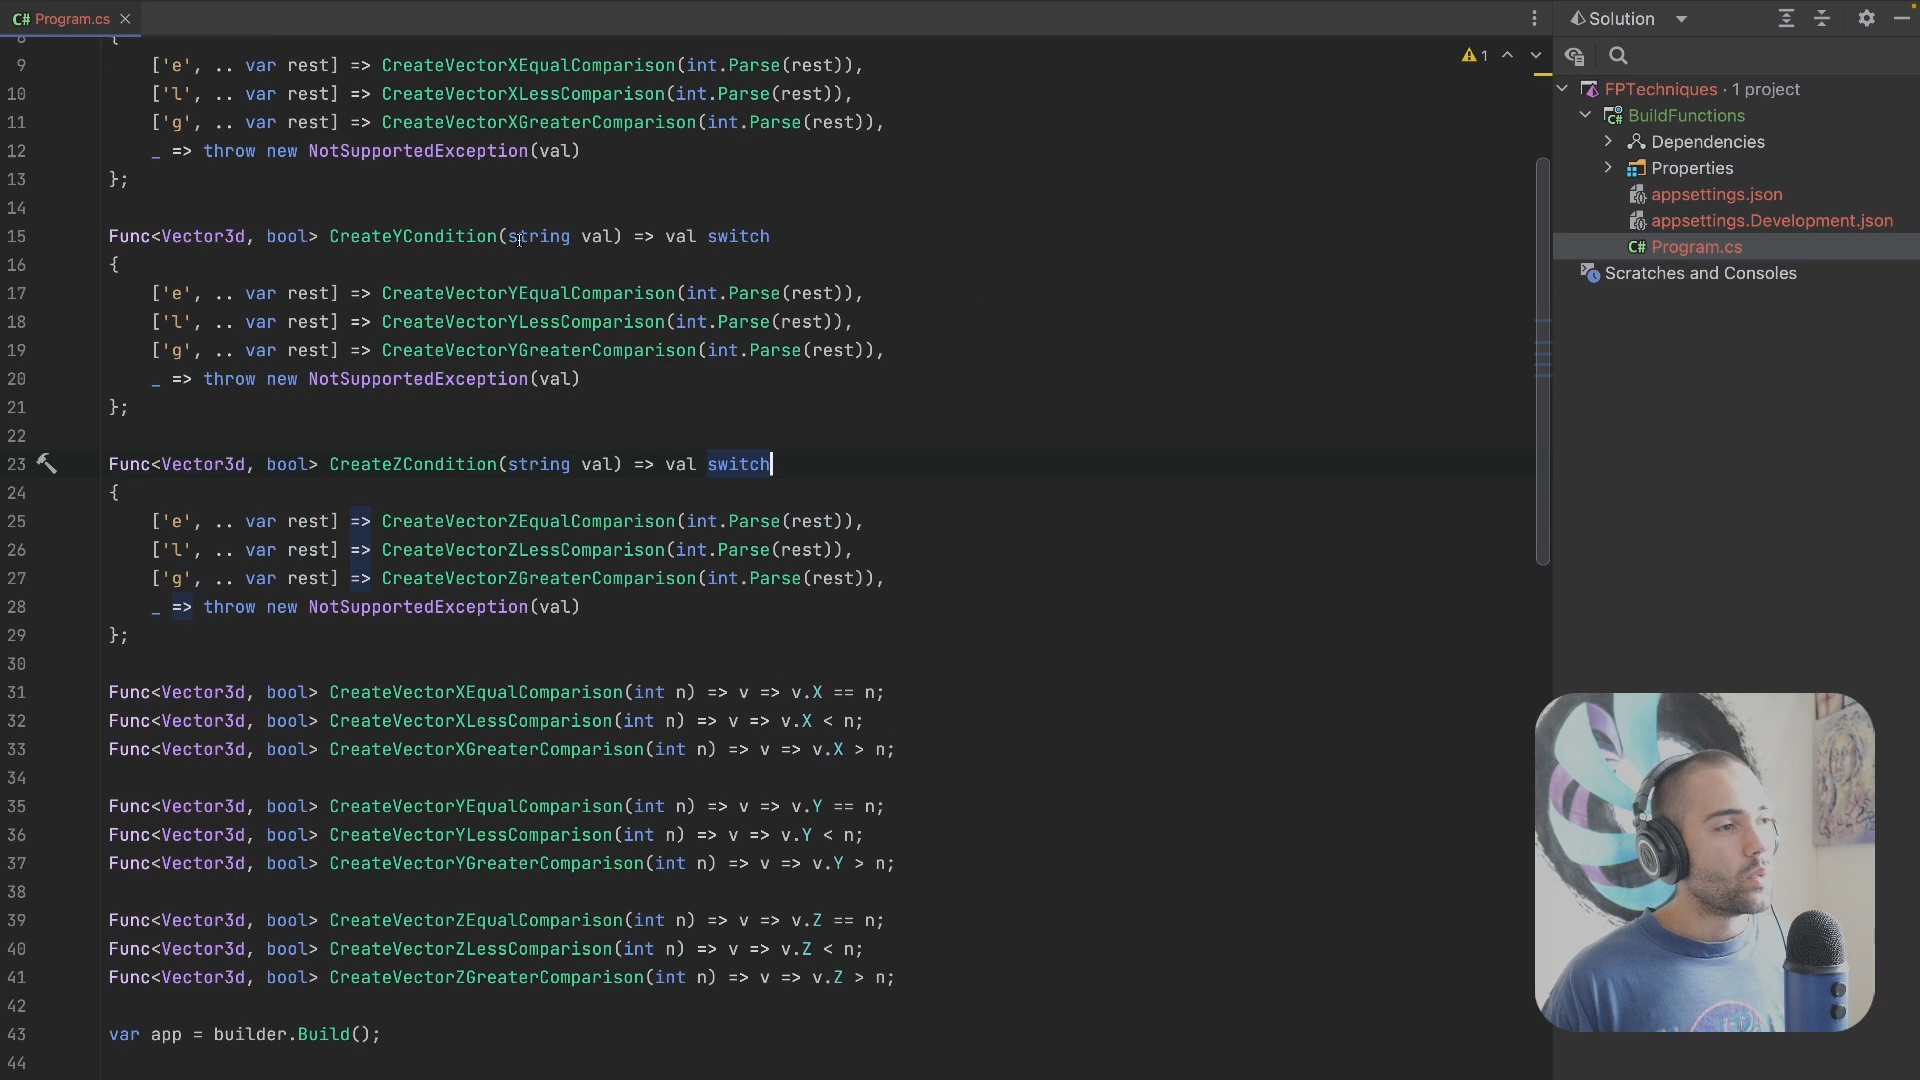 C# Program.cs
Solution
8 {
9 ['e', .. var rest] => CreateVectorXEqualComparison(int.Parse(rest)),
10 ['l', .. var rest] => CreateVectorXLessComparison(int.Parse(rest)),
11 ['g', .. var rest] => CreateVectorXGreaterComparison(int.Parse(rest)),
12 _ => throw new NotSupportedException(val)
13 };
14
15 Func<Vector3d, bool> CreateYCondition(string val) => val switch
16 {
17 ['e', .. var rest] => CreateVectorYEqualComparison(int.Parse(rest)),
18 ['l', .. var rest] => CreateVectorYLessComparison(int.Parse(rest)),
19 ['g', .. var rest] => CreateVectorYGreaterComparison(int.Parse(rest)),
20 _ => throw new NotSupportedException(val)
21 };
22
23 Func<Vector3d, bool> CreateZCondition(string val) => val switch
24 {
25 ['e', .. var rest] => CreateVectorZEqualComparison(int.Parse(rest)),
26 ['l', .. var rest] => CreateVectorZLessComparison(int.Parse(rest)),
27 ['g', .. var rest] => CreateVectorZGreaterComparison(int.Parse(rest)),
28 _ => throw new NotSupportedException(val)
29 };
30
31 Func<Vector3d, bool> CreateVectorXEqualComparison(int n) => v => v.X == n;
32 Func<Vector3d, bool> CreateVectorXLessComparison(int n) => v => v.X < n;
33 Func<Vector3d, bool> CreateVectorXGreaterComparison(int n) => v => v.X > n;
34
35 Func<Vector3d, bool> CreateVectorYEqualComparison(int n) => v => v.Y == n;
36 Func<Vector3d, bool> CreateVectorYLessComparison(int n) => v => v.Y < n;
37 Func<Vector3d, bool> CreateVectorYGreaterComparison(int n) => v => v.Y > n;
38
39 Func<Vector3d, bool> CreateVectorZEqualComparison(int n) => v => v.Z == n;
40 Func<Vector3d, bool> CreateVectorZLessComparison(int n) => v => v.Z < n;
41 Func<Vector3d, bool> CreateVectorZGreaterComparison(int n) => v => v.Z > n;
42
43 var app = builder.Build();
44
1
FPTechniques · 1 project
C# BuildFunctions
Dependencies
Properties
appsettings.json
appsettings.Development.json
C# Program.cs
Scratches and Consoles